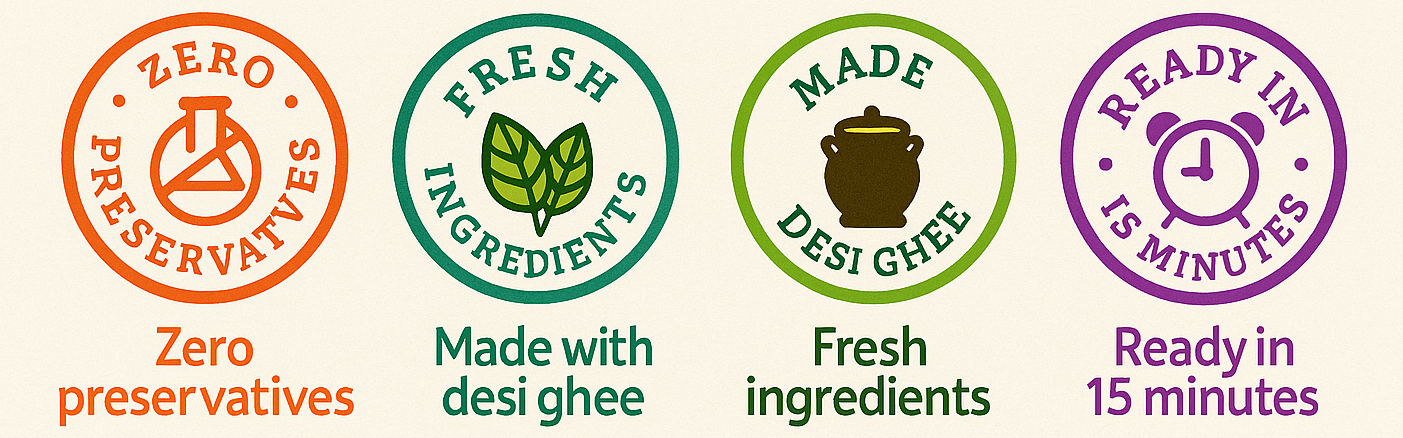 ZERO
PRESERVATVES
Zero
preservatives
FRESH
INGREDIENTS
Made with
desi ghee
MADE
DESI GHEE
Fresh
ingredients
READY IN
IS MINUTES
Ready in
15 minutes